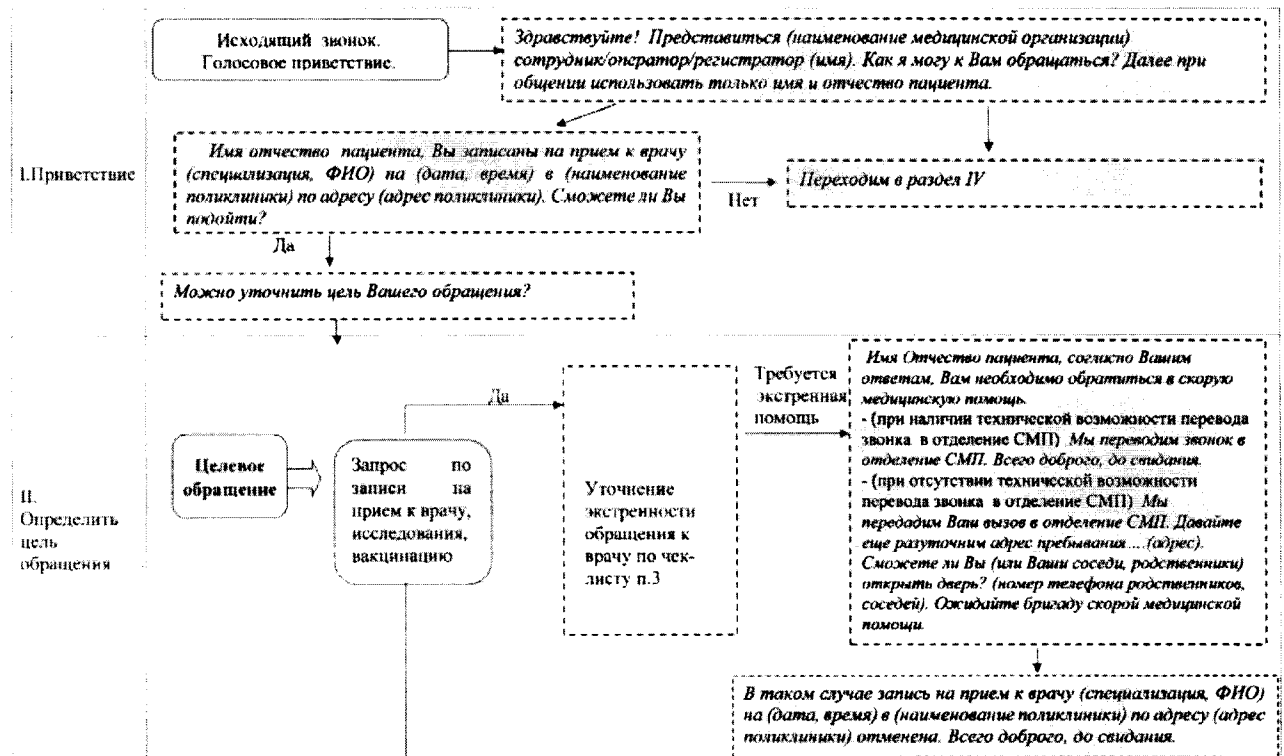 Исходящий звонок.
Голосовое приветствие.
Здравствуйте! Представиться (наименование медицинской организации)
сотрудник/оператор/регистратор (имя). Как я могу к Вам обращаться? Далее при
общении использовать только имя и отчество пациента.
I.Приветствие
Имя отчество пациента, Вы записаны на прием к врачу
(специализация, ФИО) на (дата, время) в (наименование
поликлиники) по адресу (адрес поликлиники). Сможете ли Вы
подойти?
Нет
Переходим в раздел IV
Да
Можно уточнить цель Вашего обращения?
II.
Определить
цель
обращения
Целевое
обращение
Запрос по
записи на
прием к врачу,
исследования,
вакцинацию
Да
Уточнение
экстренности
обращения к
врачу по чек-
листу п.3
Требуется
экстренная
помощь
Имя Отчество пациента, согласно Вашим
ответам, Вам необходимо обратиться в скорую
медицинскую помощь.
- (при наличии технической возможности перевода
звонка в отделение СМП) Мы переводим звонок в
отделение СМП. Всего доброго, до свидания.
- (при отсутствии технической возможности
перевода звонка в отделение СМП) Мы
передадим Ваш вызов в отделение СМП. Давайте
еще разуточним адрес пребывания… (адрес).
Сможете ли Вы (или Ваши соседи, родственники)
открыть дверь? (номер телефона родственников,
соседей). Ожидайте бригаду скорой медицинской
помощи.
В таком случае запись на прием к врачу (специализация, ФИО)
на (дата, время) в (наименование поликлиники) по адресу (адрес
поликлиники) отменена. Всего доброго, до свидания.